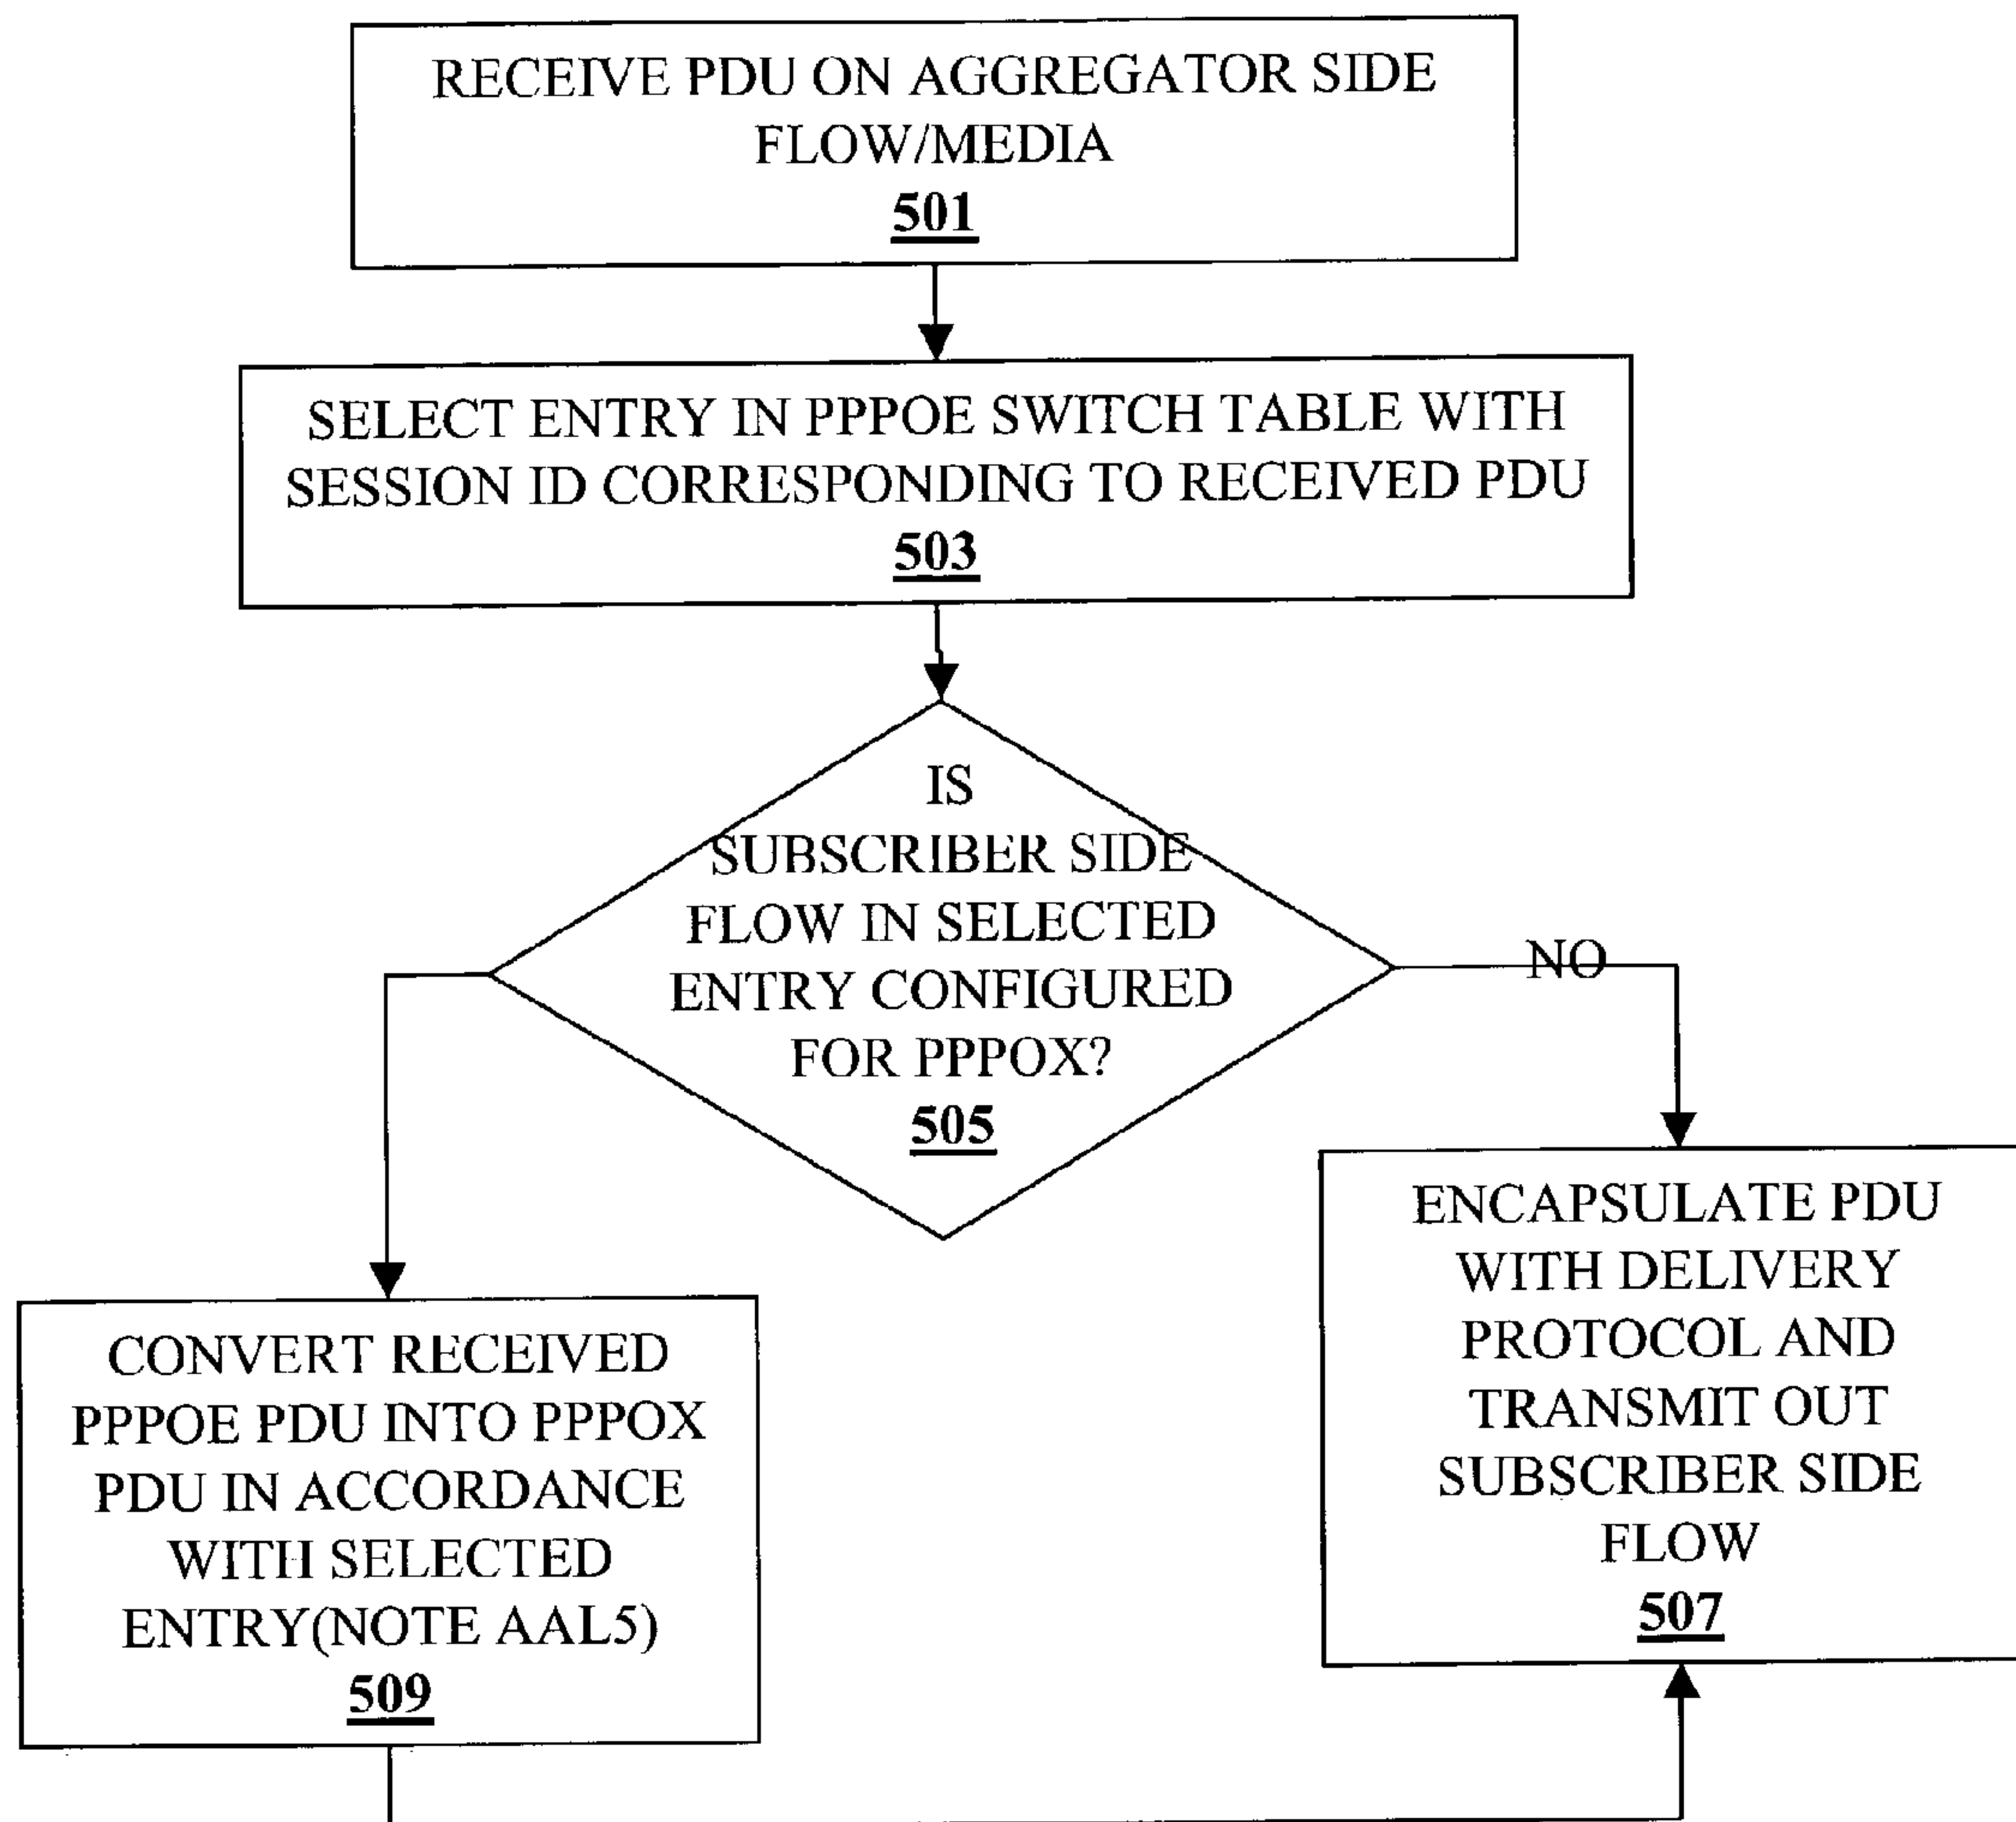 RECEIVE PDU ON AGGREGATOR SIDE
FLOW/MEDIA
501
SELECT ENTRY IN PPPOE SWITCH TABLE WITH
SESSION ID CORRESPONDING TO RECEIVED PDU
503
IS
SUBSCRIBER SIDE
FLOW IN SELECTED
ENTRY CONFIGURED
FOR PPPOX?
505
NO
ENCAPSULATE PDU
WITH DELIVERY
PROTOCOL AND
TRANSMIT OUT
SUBSCRIBER SIDE
FLOW
507
CONVERT RECEIVED
PPPOE PDU INTO PPPOX
PDU IN ACCORDANCE
WITH SELECTED
ENTRY(NOTE AAL5)
509